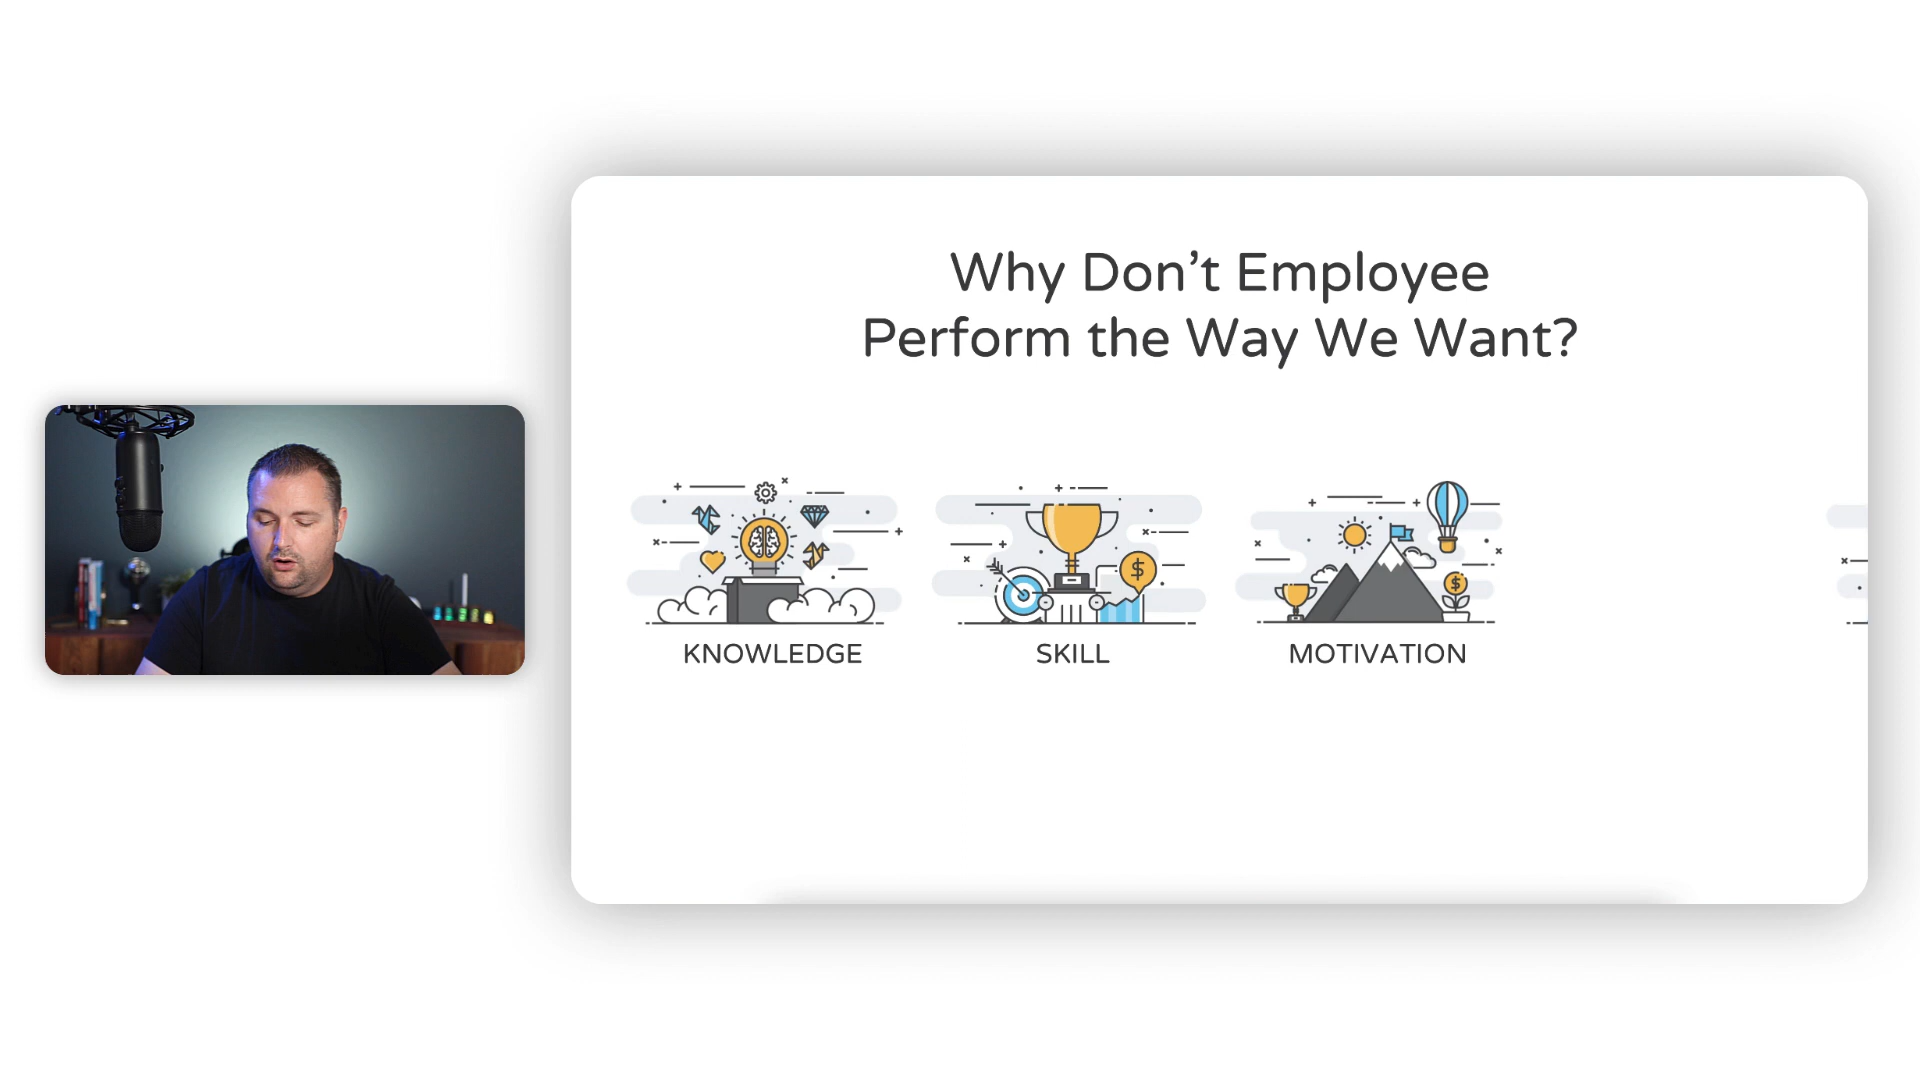 Why Don’t Employee
Perform the Way We Want?
KNOWLEDGE
SKILL
MOTIVATION